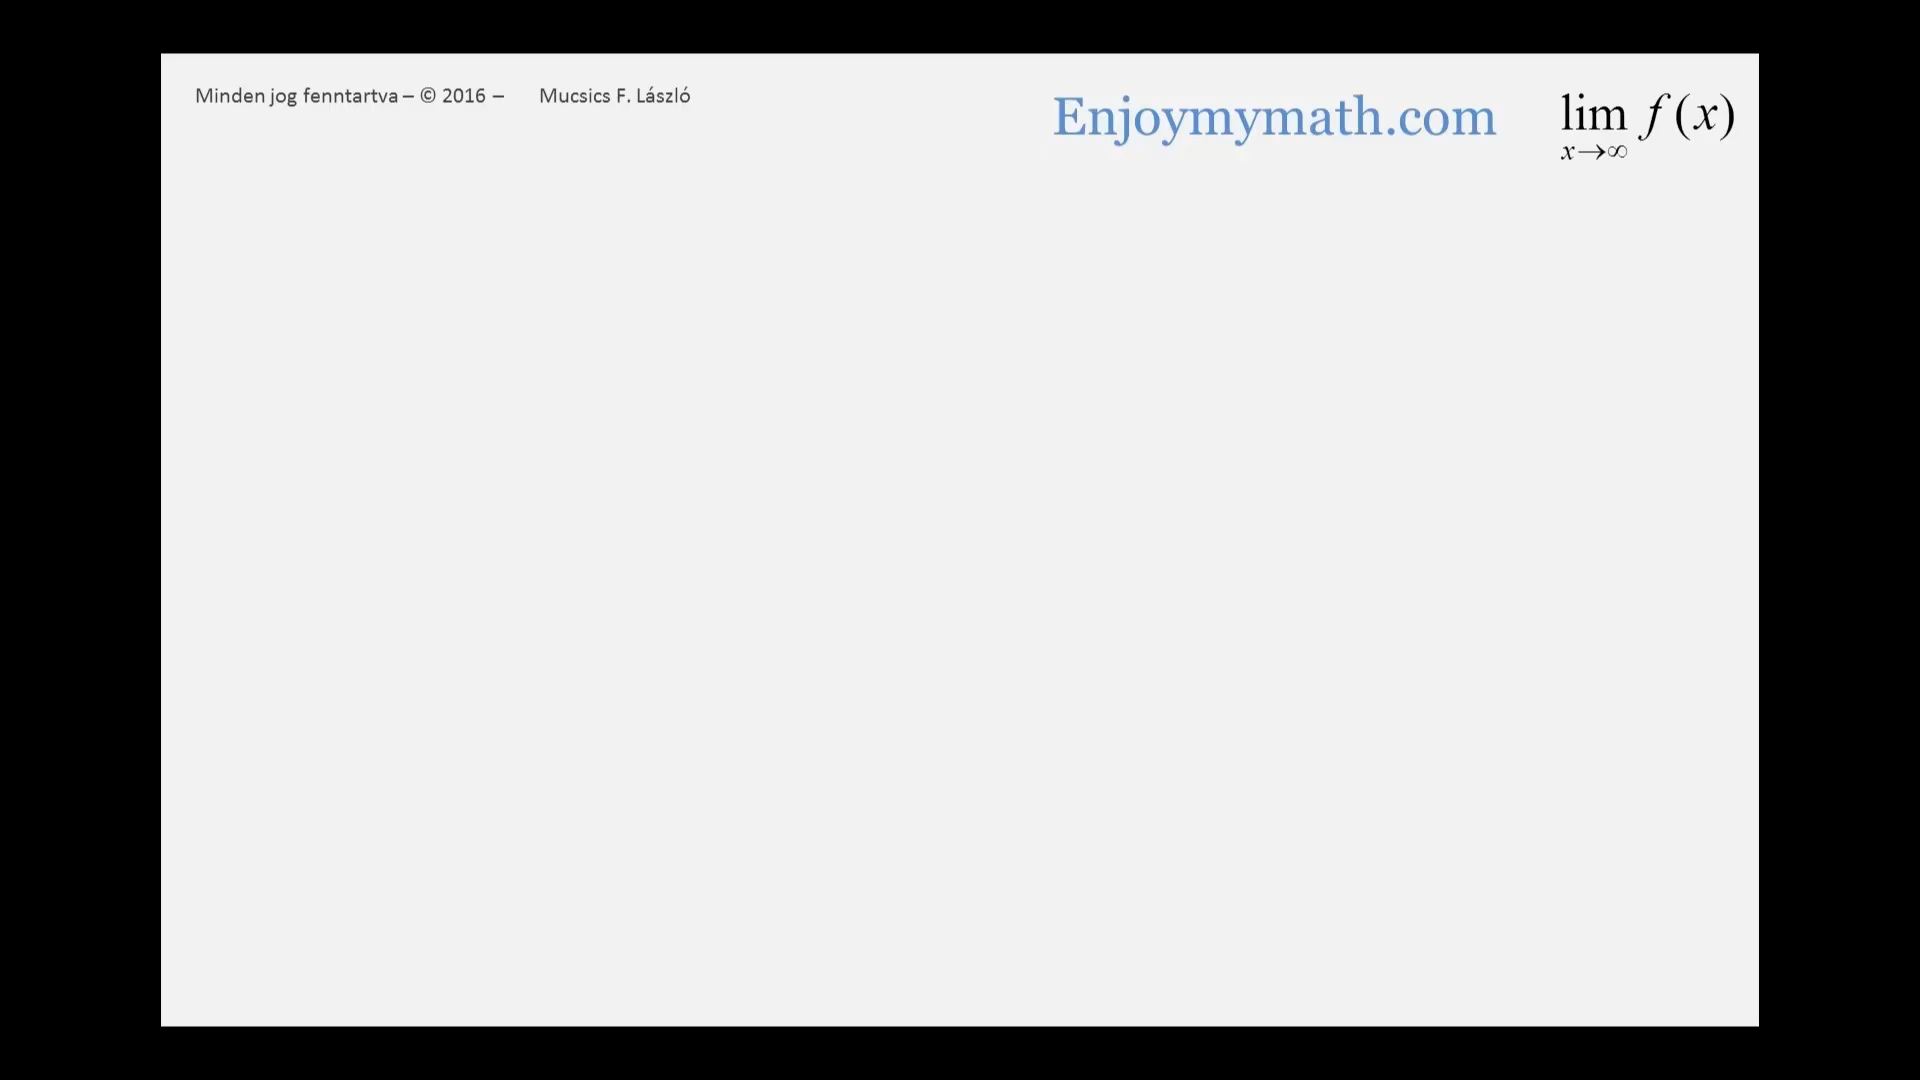 Minden jog fenntartva – © 2016 – Mucsics F. László
Enjoymymath.com
lim f(x)
x→∞